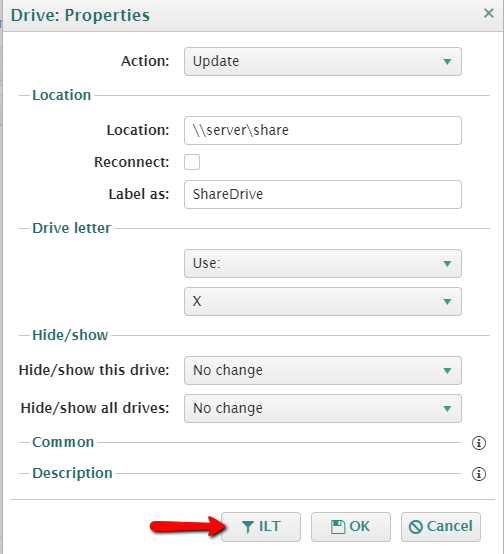 Drive: Properties
Action: Update
Location
Location: \\server\share
Reconnect:
Label as: ShareDrive
Drive letter
Use:
X
Hide/show
Hide/show this drive: No change
Hide/show all drives: No change
Common
Description
ILT OK Cancel